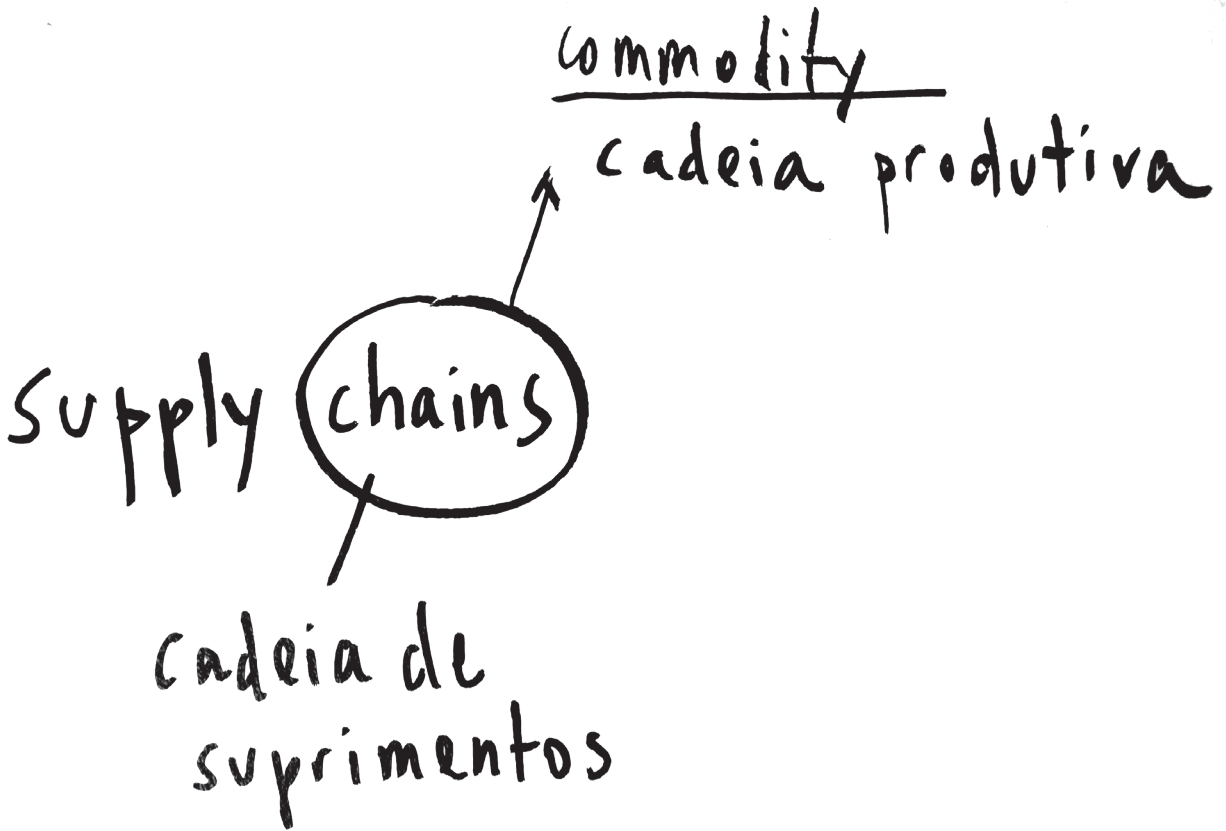 commodity
cadeia produtiva
supply chains
cadeia de
suprimentos